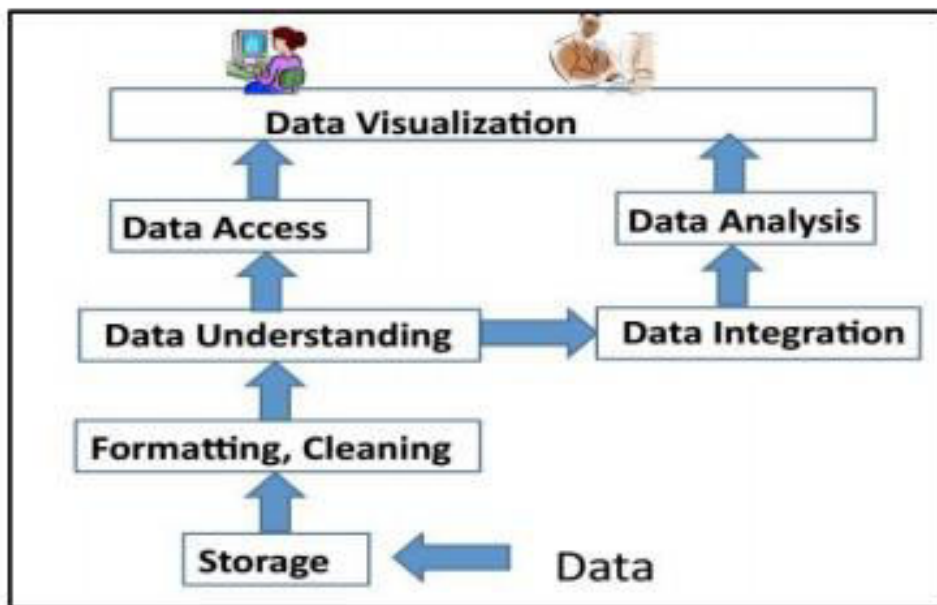 Data Visualization
Data Access
Data Analysis
Data Understanding
Data Integration
Formatting, Cleaning
Storage
Data